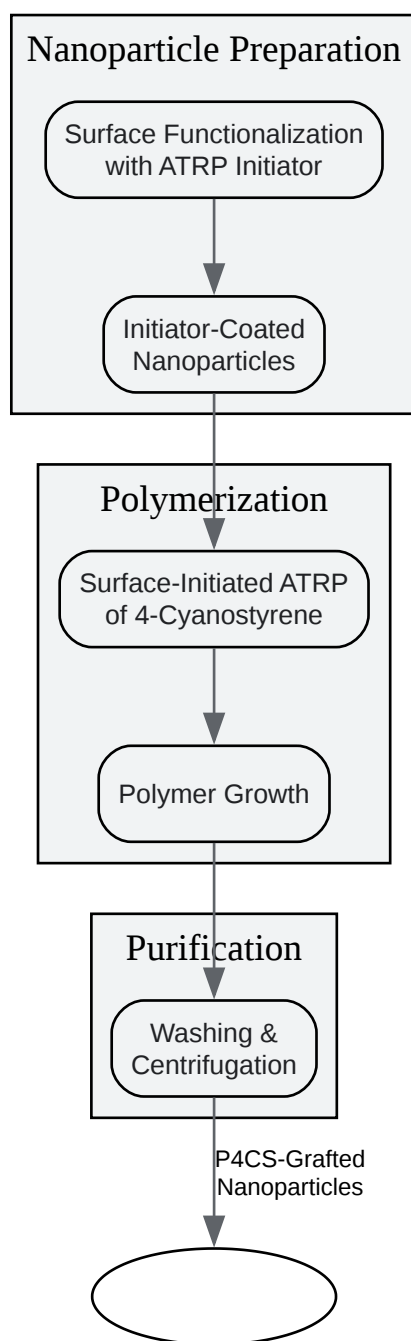 Nanoparticle Preparation
Surface Functionalization
with ATRP Initiator
Initiator-Coated
Nanoparticles
Polymerization
Surface-Initiated ATRP
of 4-Cyanostyrene
Polymer Growth
Purification
Washing &
Centrifugation
P4CS-Grafted
Nanoparticles